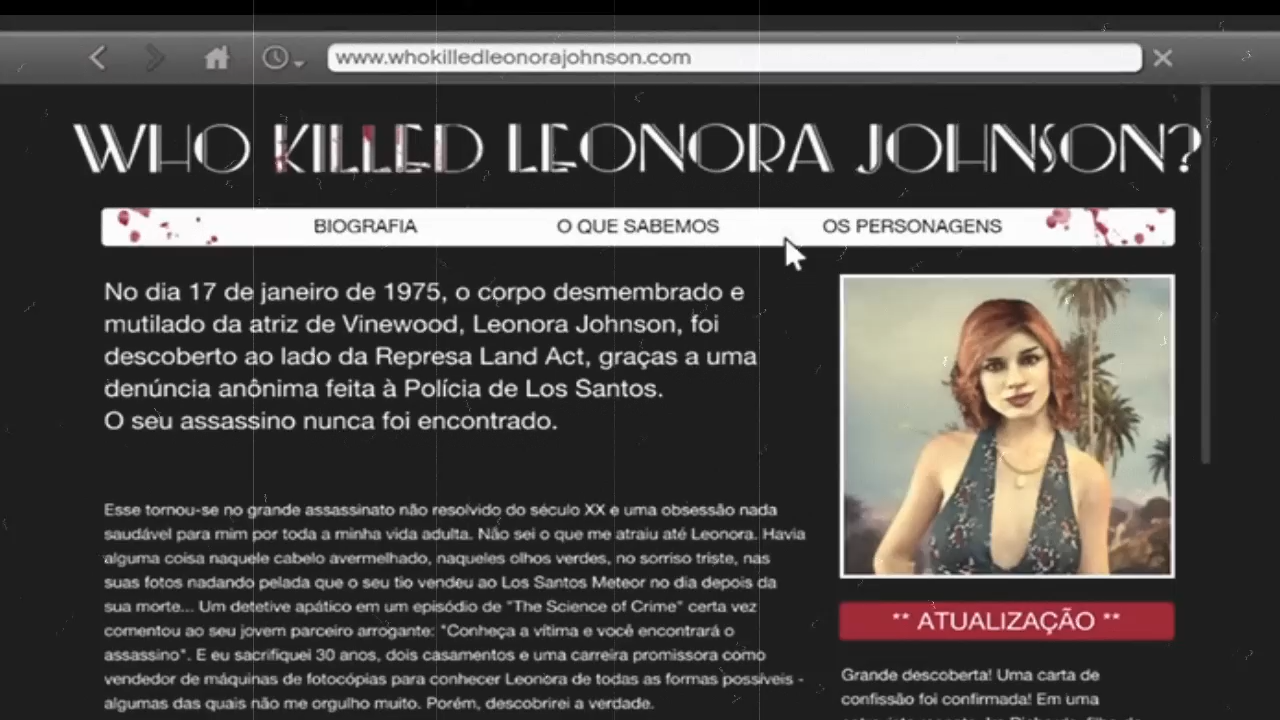 www.whokilledleonorajohnson.com
WHO KILLED LEONORA JOHNSON?
BIOGRAFIA
O QUE SABEMOS
OS PERSONAGENS
No dia 17 de janeiro de 1975, o corpo desmembrado e
mutilado da atriz de Vinewood, Leonora Johnson, foi
descoberto ao lado da Represa Land Act, graças a uma
denúncia anônima feita à Polícia de Los Santos.
O seu assassino nunca foi encontrado.
Esse tornou-se no grande assassinato não resolvido do século XX e uma obsessão nada
saudável para mim por toda a minha vida adulta. Não sei o que me atraiu até Leonora. Havia
alguma coisa naquele cabelo avermelhado, naqueles olhos verdes, no sorriso triste, nas
suas fotos nadando pelada que o seu tio vendeu ao Los Santos Meteor no dia depois da
sua morte... Um detetive apático em um episódio de "The Science of Crime" certa vez
comentou ao seu jovem parceiro arrogante: "Conheça a vítima e você encontrará o
assassino". E eu sacrifiquei 30 anos, dois casamentos e uma carreira promissora como
vendedor de máquinas de fotocópias para conhecer Leonora de todas as formas possíveis -
algumas das quais não me orgulho muito. Porém, descobrirei a verdade.
** ATUALIZAÇÃO **
Grande descoberta! Uma carta de
confissão foi confirmada! Em uma